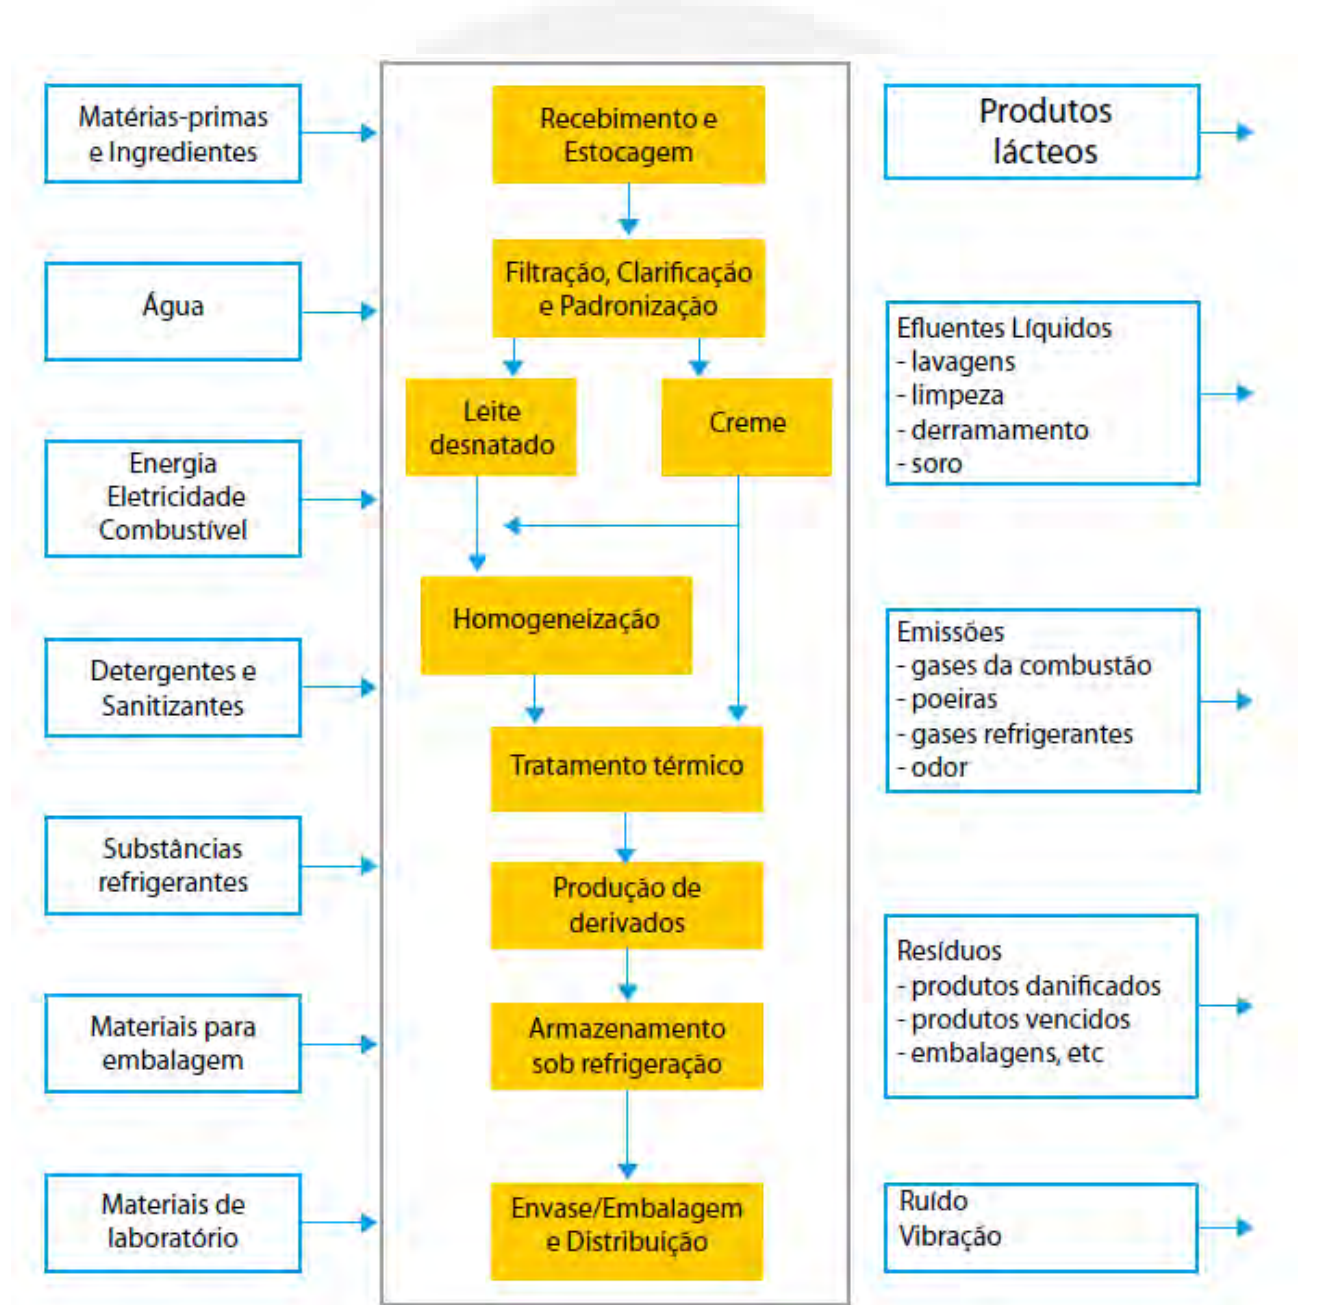 Matérias-primas
e Ingredientes
Água
Energia
Eletricidade
Combustível
Detergentes e
Sanitizantes
Substâncias
refrigerantes
Materiais para
embalagem
Materiais de
laboratório
Recebimento e
Estocagem
Filtração, Clarificação
e Padronização
Leite
desnatado
Creme
Homogeneização
Tratamento térmico
Produção de
derivados
Armazenamento
sob refrigeração
Envase/Embalagem
e Distribuição
Produtos
lácteos
Efluentes Líquidos
- lavagens
- limpeza
- derramamento
- soro
Emissões
- gases da combustão
- poeiras
- gases refrigerantes
- odor
Resíduos
- produtos danificados
- produtos vencidos
- embalagens, etc
Ruído
Vibração